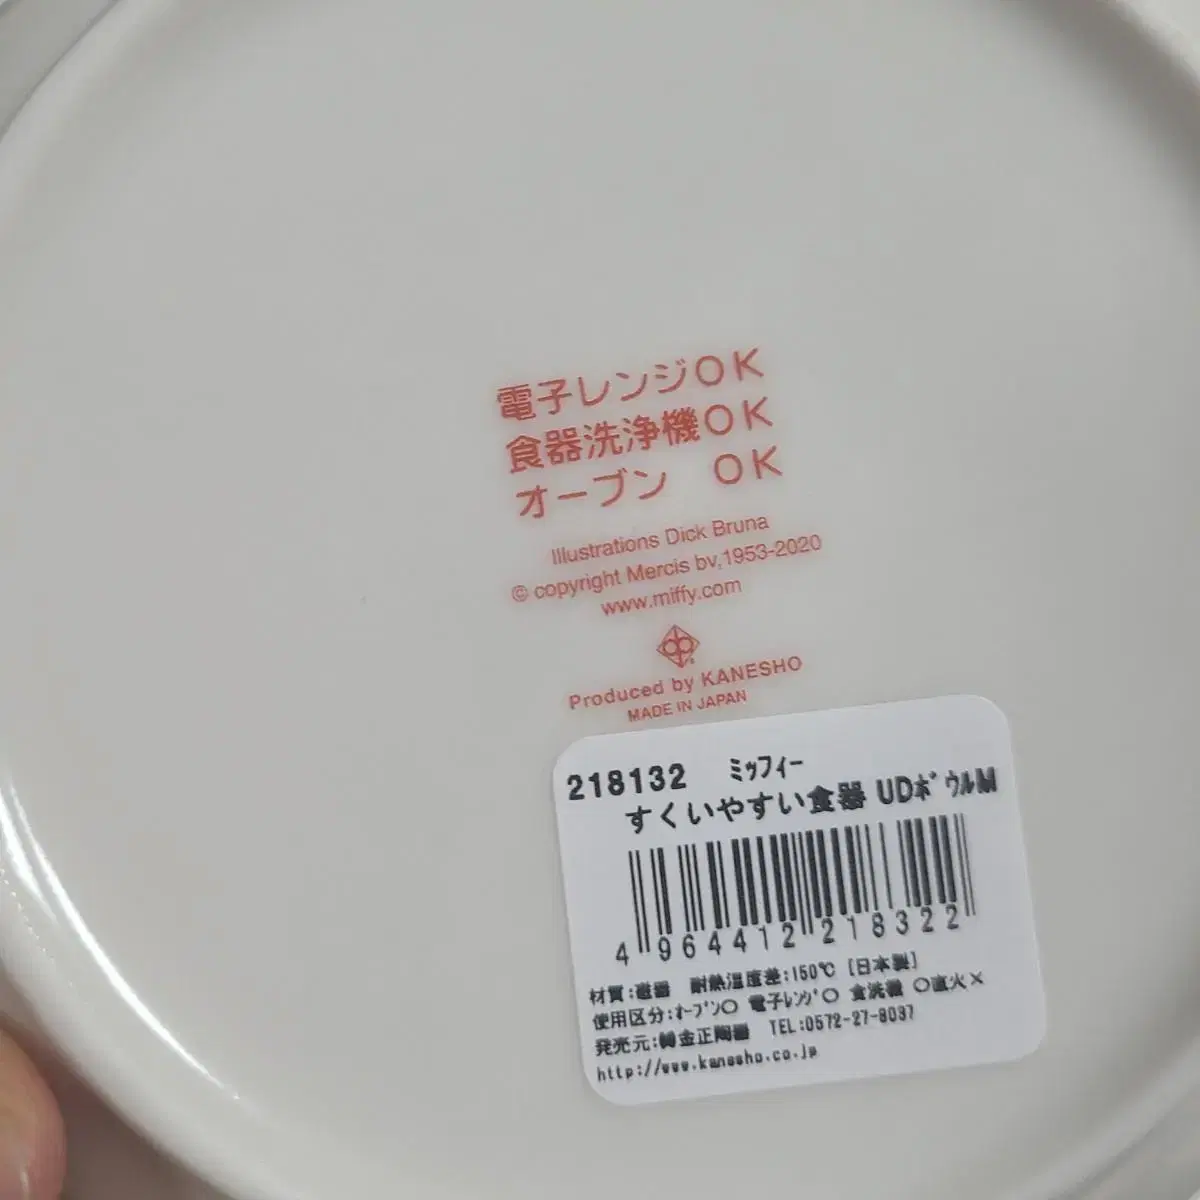 電子レンジOK
食器洗浄機OK
オーブン OK
Illustrations Dick Bruna
© copyright Mercis bv,1953-2020
www.miffy.com
Produced by KANESHO
MADE IN JAPAN
218132 ミッフィー
すくいやすい食器 UDボウルM
4964412218322
材質:磁器 耐熱温度差:150℃ [日本製]
使用区分:オーブン○ 電子レンジ○ 食洗機 ○直火×
発売元:㈱金正陶器 TEL:0572-27-8037
http://www.kanesho.co.jp